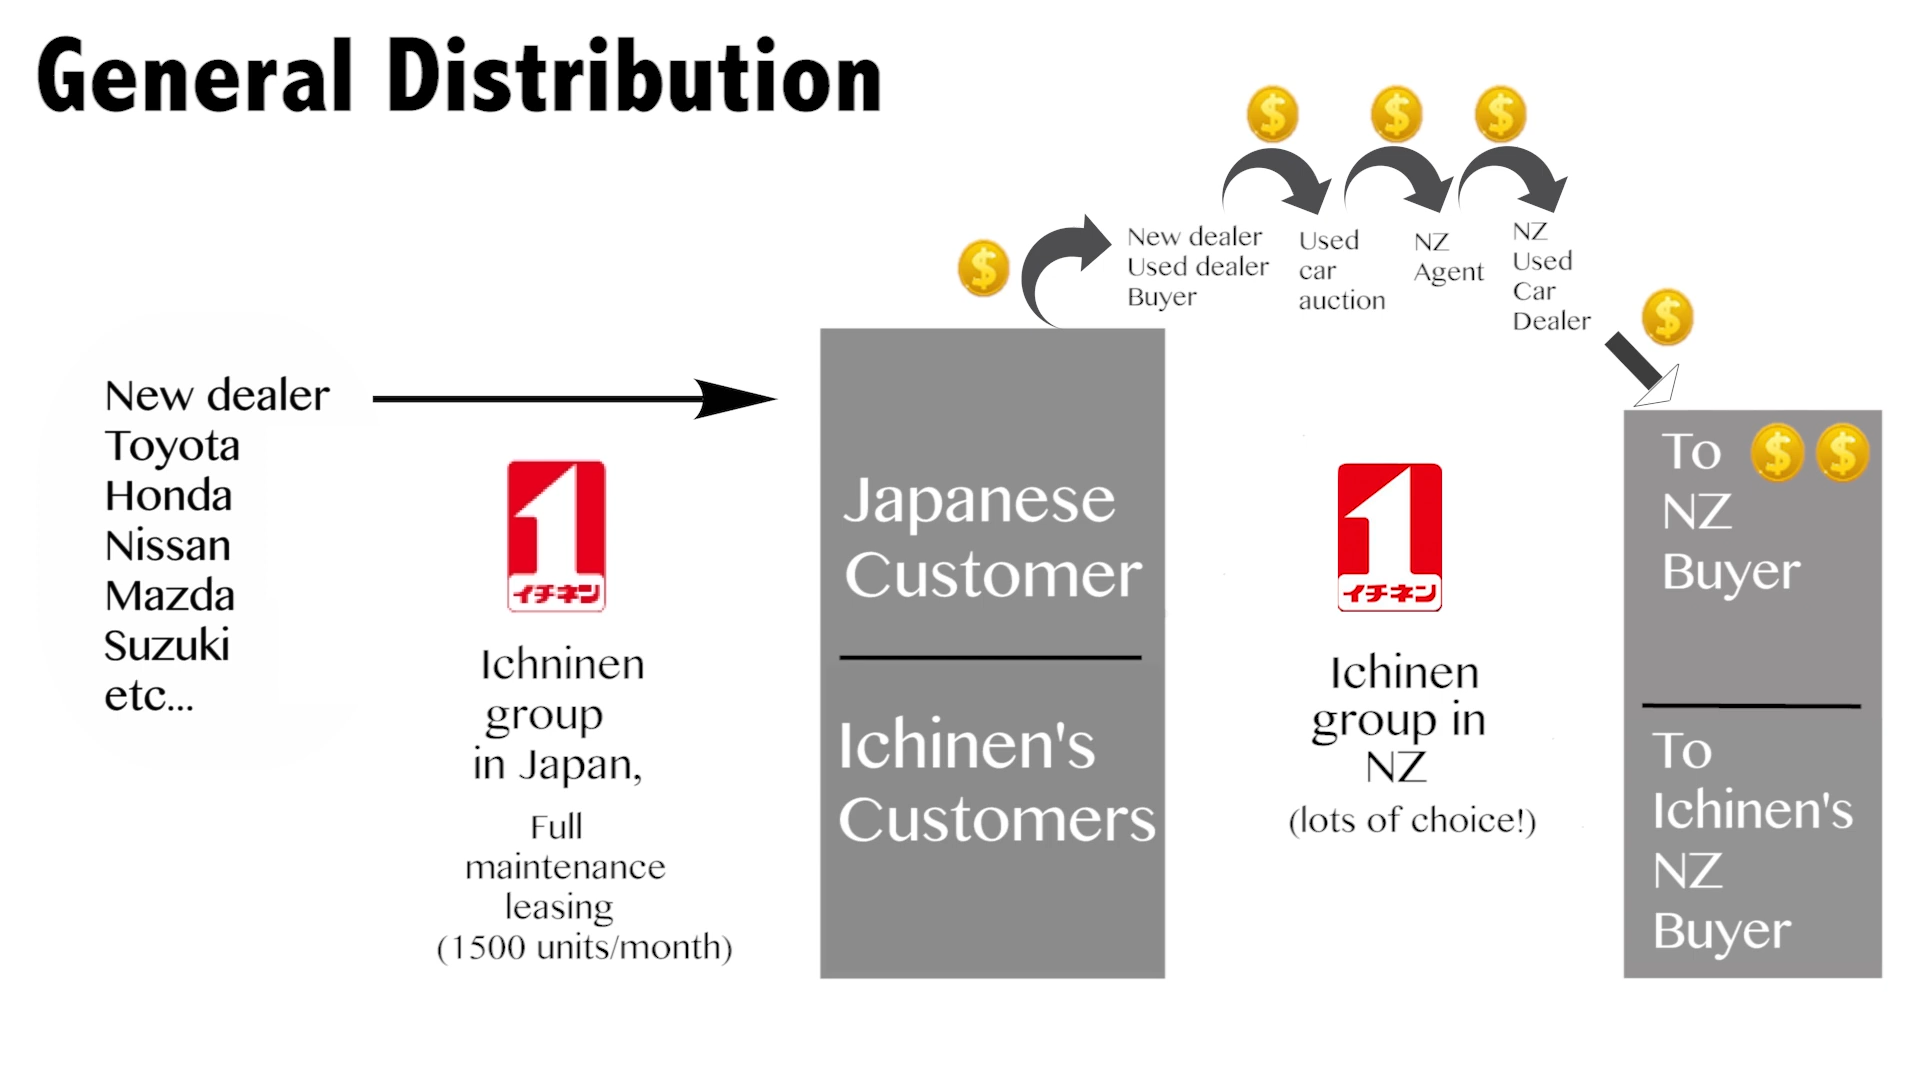 General Distribution
New dealer
Used dealer
Buyer
Used
car
auction
NZ
Agent
NZ
Used
Car
Dealer
New dealer
Toyota
Honda
Nissan
Mazda
Suzuki
etc...
イチネン
Ichninen
group
in Japan,
Full
maintenance
leasing
(1500 units/month)
Japanese
Customer
Ichinen's
Customers
イチネン
Ichinen
group in
NZ
(lots of choice!)
To
NZ
Buyer
To
Ichinen's
NZ
Buyer